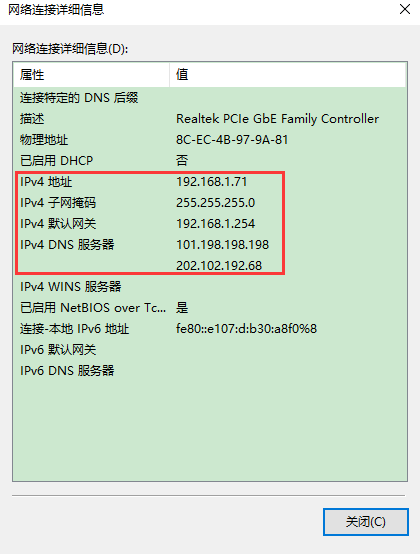 网络连接详细信息
网络连接详细信息(D):
属性 值
连接特定的 DNS 后缀
描述 Realtek PCIe GbE Family Controller
物理地址 8C-EC-4B-97-9A-81
已启用 DHCP 否
IPv4 地址 192.168.1.71
IPv4 子网掩码 255.255.255.0
IPv4 默认网关 192.168.1.254
IPv4 DNS 服务器 101.198.198.198
202.102.192.68
IPv4 WINS 服务器
已启用 NetBIOS over Tc... 是
连接-本地 IPv6 地址 fe80::e107:d:b30:a8f0%8
IPv6 默认网关
IPv6 DNS 服务器
关闭(C)